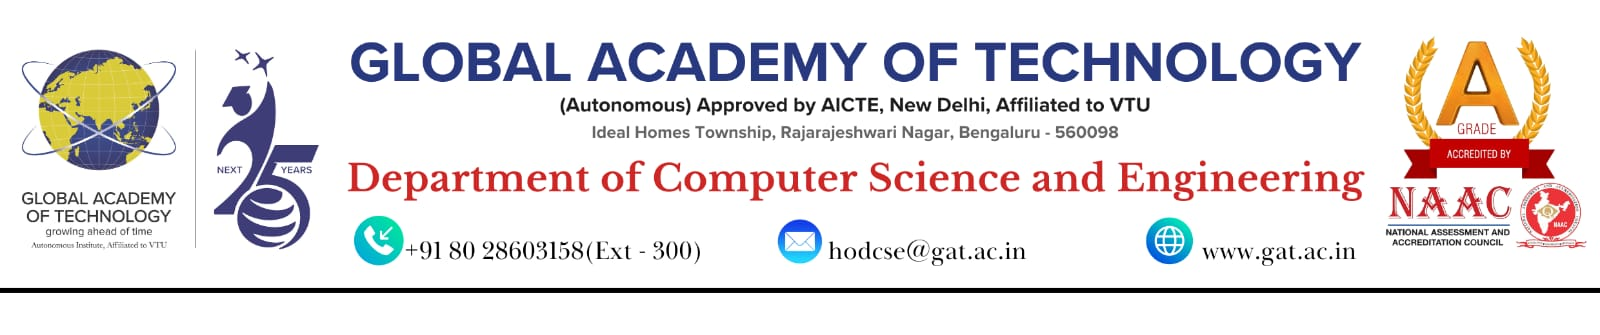 GLOBAL ACADEMY
OF TECHNOLOGY
growing ahead of time
Autonomous Institute, Affiliated to VTU
NEXT 25 YEARS
GLOBAL ACADEMY OF TECHNOLOGY
(Autonomous) Approved by AICTE, New Delhi, Affiliated to VTU
Ideal Homes Township, Rajarajeshwari Nagar, Bengaluru - 560098
Department of Computer Science and Engineering
+91 80 28603158(Ext - 300)
hodcse@gat.ac.in
www.gat.ac.in
A
GRADE
ACCREDITED BY
NAAC
NATIONAL ASSESSMENT AND
ACCREDITATION COUNCIL
NAAC